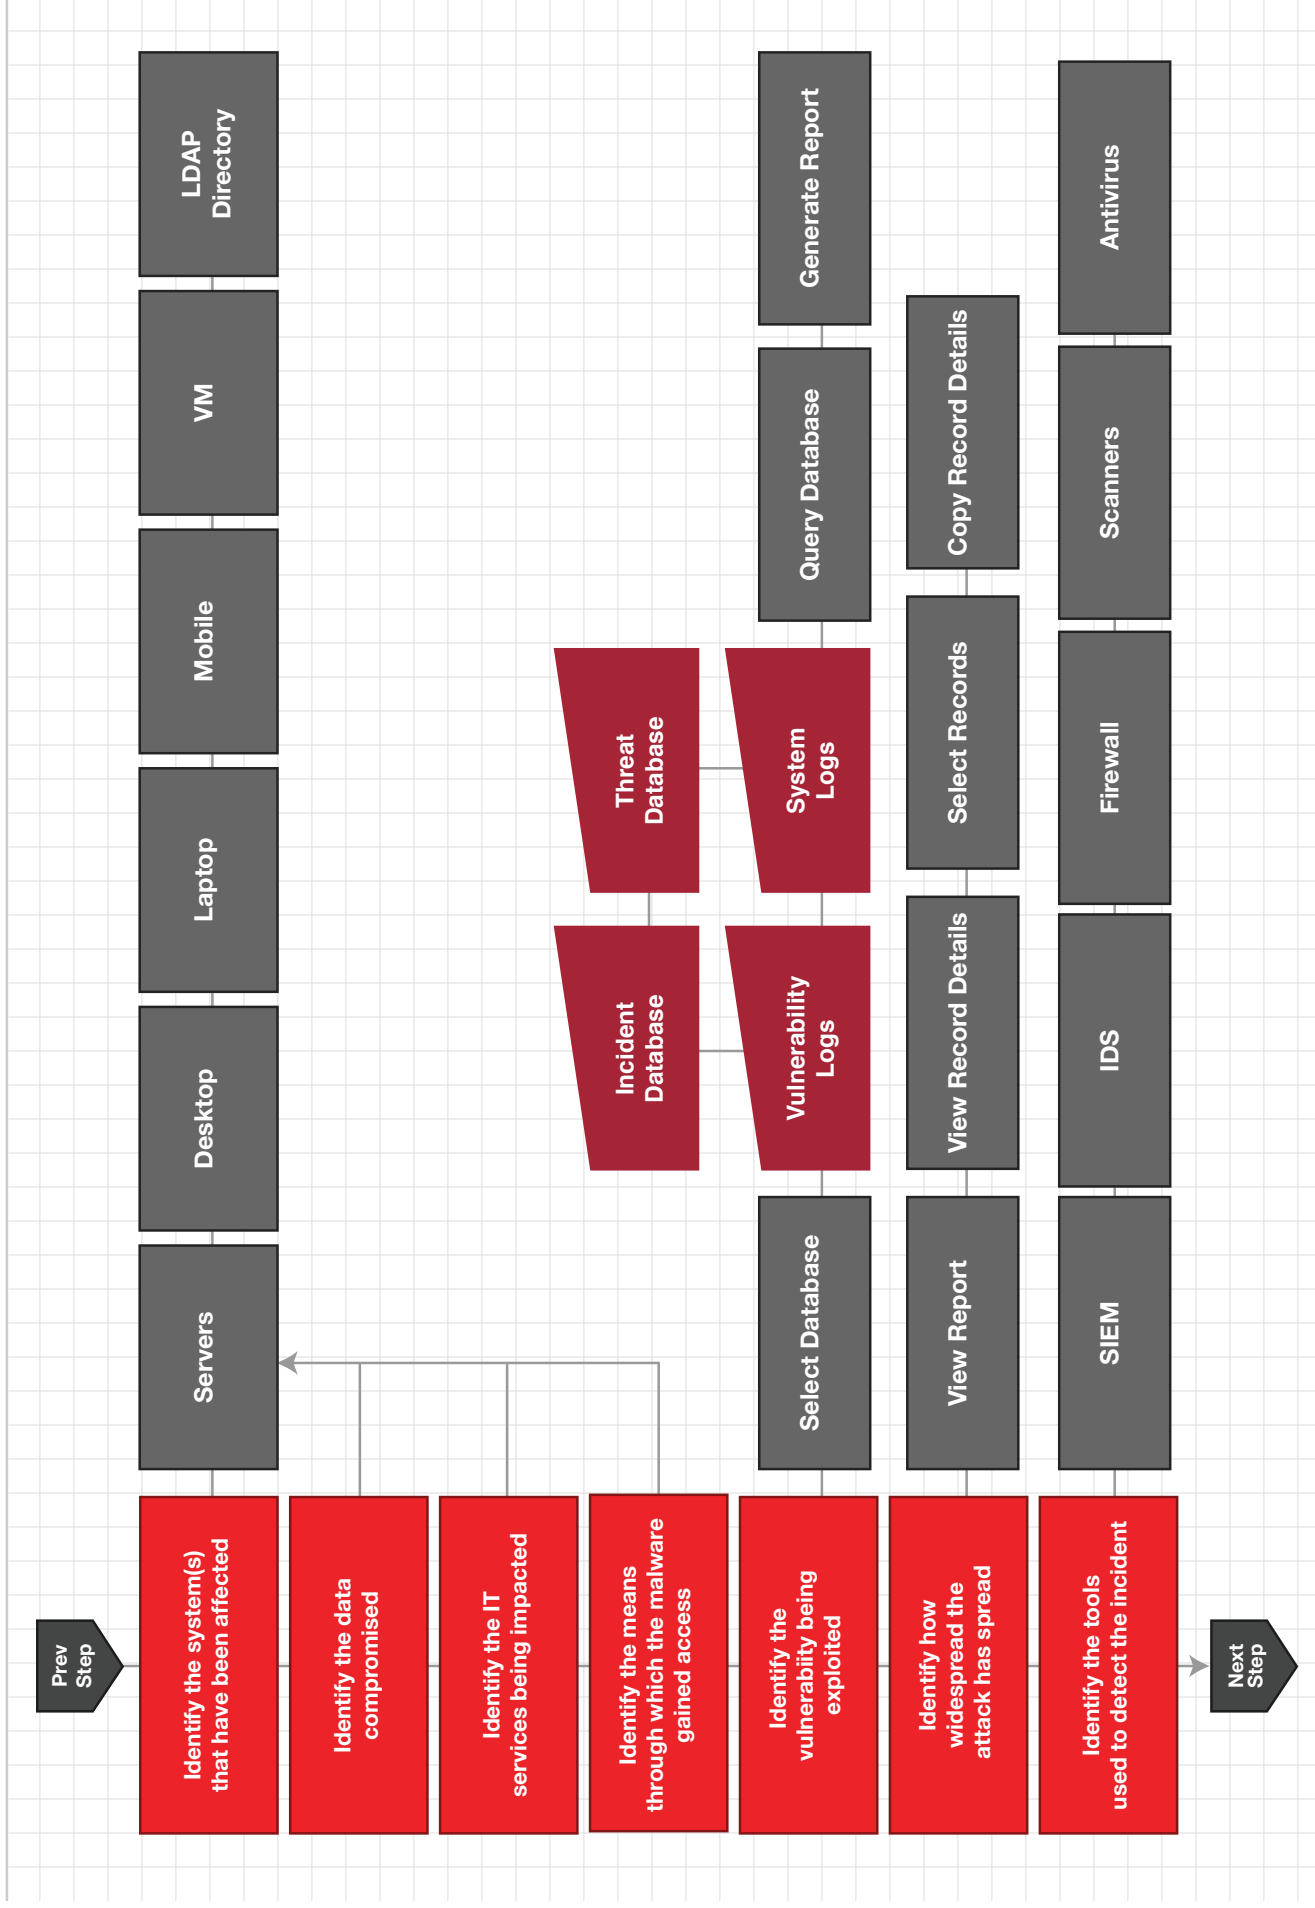 Prev
Step
Identify the system(s)
that have been affected
Servers
Desktop
Laptop
Mobile
VM
LDAP
Directory
Identify the data
compromised
Identify the IT
services being impacted
Identify the means
through which the malware
gained access
Incident
Database
Threat
Database
Identify the
vulnerabiity being
exploited
Select Database
Vulnerability
Logs
System
Logs
Query Database
Generate Report
Identify how
widespread the
attack has spread
View Report
View Record Details
Select Records
Copy Record Details
Identify the tools
used to detect the incident
SIEM
IDS
Firewall
Scanners
Antivirus
Next
Step